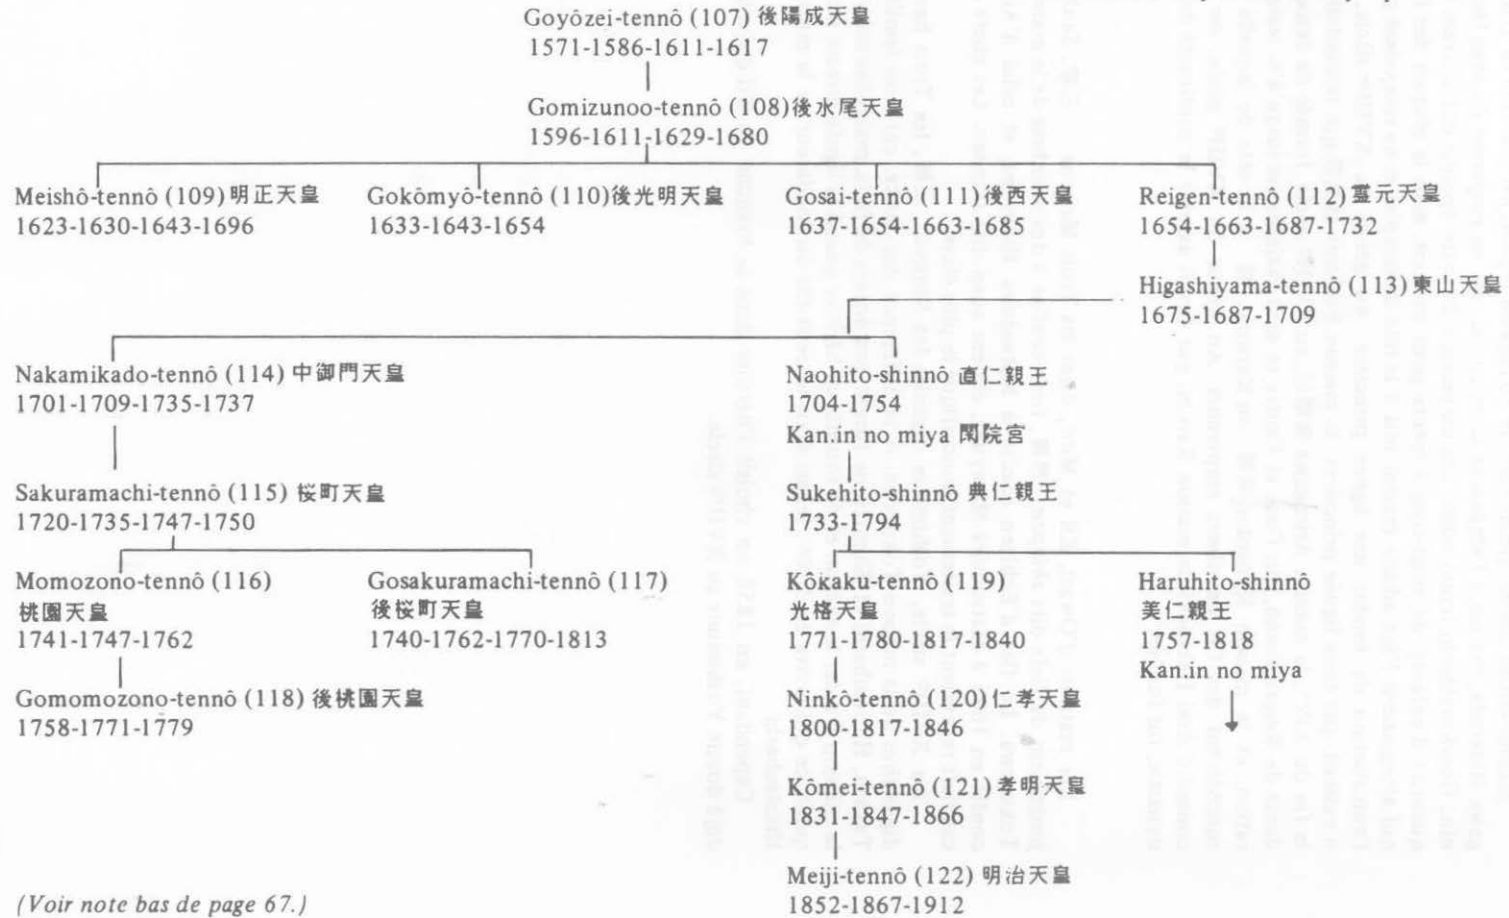 Goyôzei-tennô (107) 後陽成天皇
1571-1586-1611-1617
Gomizunoo-tennô (108)後水尾天皇
1596-1611-1629-1680
Meishô-tennô (109) 明正天皇
1623-1630-1643-1696
Gokômyô-tennô (110)後光明天皇
1633-1643-1654
Gosai-tennô (111) 後西天皇
1637-1654-1663-1685
Reigen-tennô (112) 霊元天皇
1654-1663-1687-1732
Higashiyama-tennô (113) 東山天皇
1675-1687-1709
Nakamikado-tennô (114) 中御門天皇
1701-1709-1735-1737
Naohito-shinnô 直仁親王
1704-1754
Kan.in no miya 閑院宮
Sakuramachi-tennô (115) 桜町天皇
1720-1735-1747-1750
Sukehito-shinnô 典仁親王
1733-1794
Momozono-tennô (116)
桃園天皇
1741-1747-1762
Gosakuramachi-tennô (117)
後桜町天皇
1740-1762-1770-1813
Kôkaku-tennô (119)
光格天皇
1771-1780-1817-1840
Haruhito-shinnô
美仁親王
1757-1818
Kan.in no miya
Gomomozono-tennô (118) 後桃園天皇
1758-1771-1779
Ninkô-tennô (120) 仁孝天皇
1800-1817-1846
Kômei-tennô (121) 孝明天皇
1831-1847-1866
Meiji-tennô (122) 明治天皇
1852-1867-1912
(Voir note bas de page 67.)